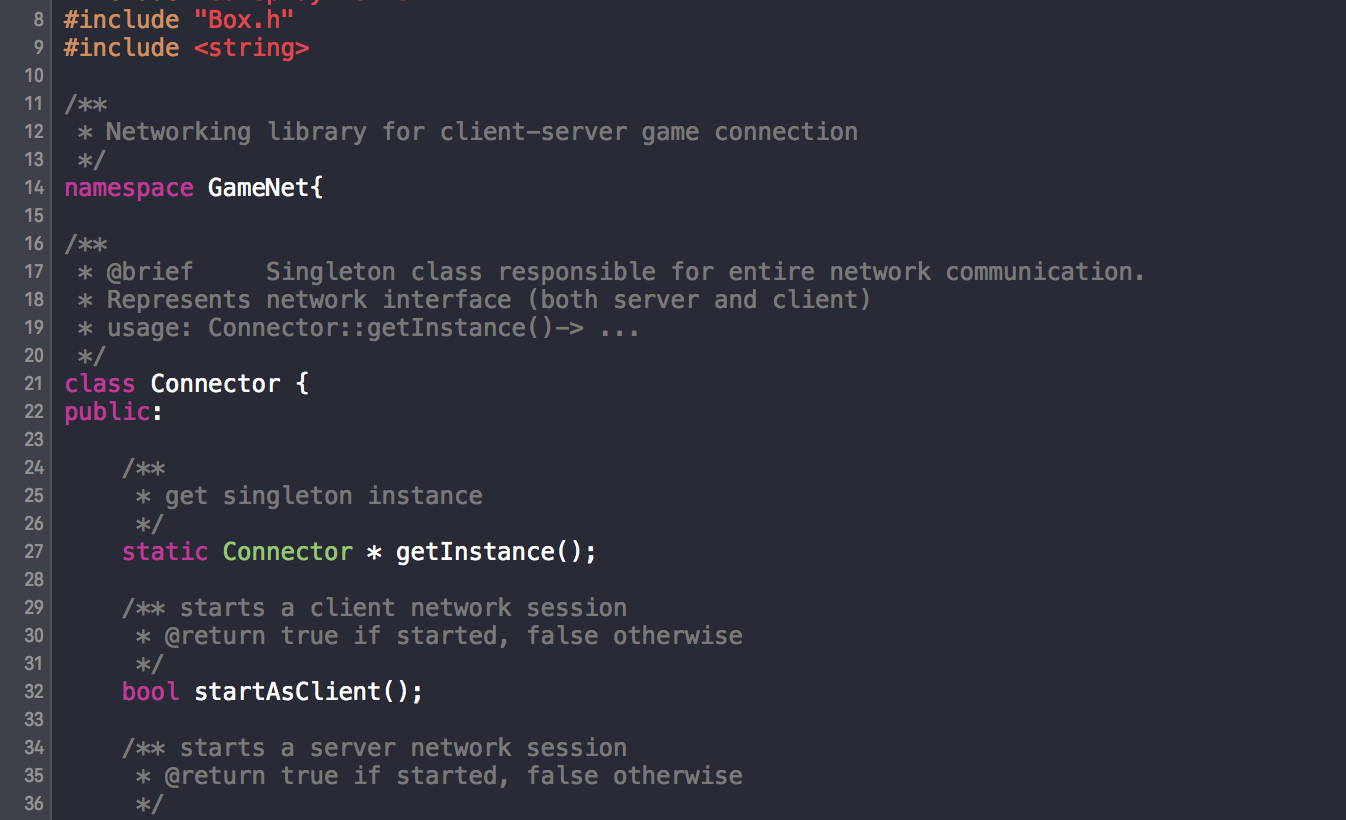 8 #include "Box.h"
9 #include <string>
10
11 /**
12  * Networking library for client-server game connection
13  */
14 namespace GameNet{
15
16 /**
17  * @brief     Singleton class responsible for entire network communication.
18  * Represents network interface (both server and client)
19  * usage: Connector::getInstance()-> ...
20  */
21 class Connector {
22 public:
23
24     /**
25      * get singleton instance
26      */
27     static Connector * getInstance();
28
29     /** starts a client network session
30      * @return true if started, false otherwise
31      */
32     bool startAsClient();
33
34     /** starts a server network session
35      * @return true if started, false otherwise
36      */